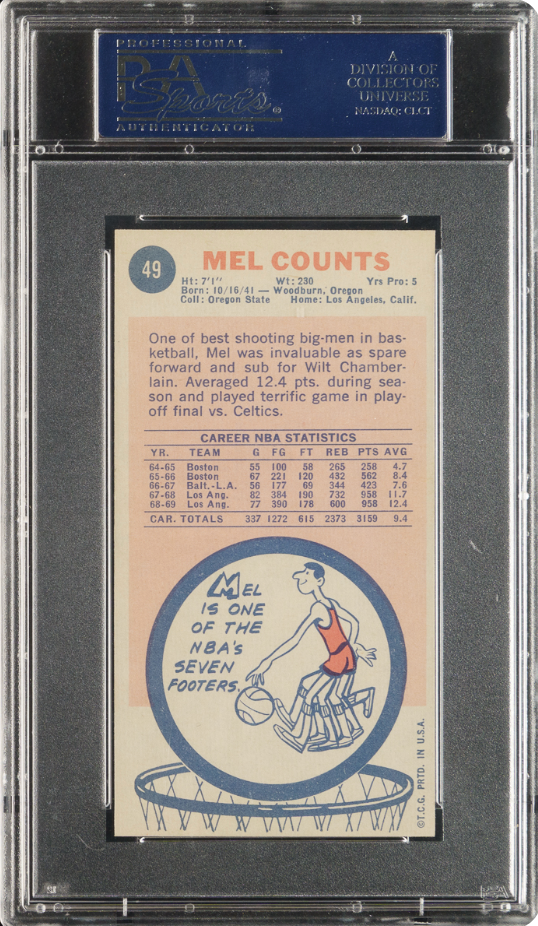 PROFESSIONAL
PSA
Sports®
AUTHENTICATOR
A
DIVISION OF
COLLECTORS
UNIVERSE
NASDAQ: CLCT
49
MEL COUNTS
Ht: 7'1" Wt: 230 Yrs Pro: 5
Born: 10/16/41 — Woodburn, Oregon
Coll: Oregon State Home: Los Angeles, Calif.
One of best shooting big-men in bas-
ketball, Mel was invaluable as spare
forward and sub for Wilt Chamber-
lain. Averaged 12.4 pts. during sea-
son and played terrific game in play-
off final vs. Celtics.
CAREER NBA STATISTICS
YR. TEAM G FG FT REB PTS AVG
64-65 Boston 55 100 58 265 258 4.7
65-66 Boston 67 221 120 432 562 8.4
66-67 Balt.-L.A. 56 177 69 344 423 7.6
67-68 Los Ang. 82 384 190 732 958 11.7
68-69 Los Ang. 77 390 178 600 958 12.4
CAR. TOTALS 337 1272 615 2373 3159 9.4
MEL
IS ONE
OF THE
NBA'S
SEVEN
FOOTERS.
©T.C.G. PRTD. IN U.S.A.